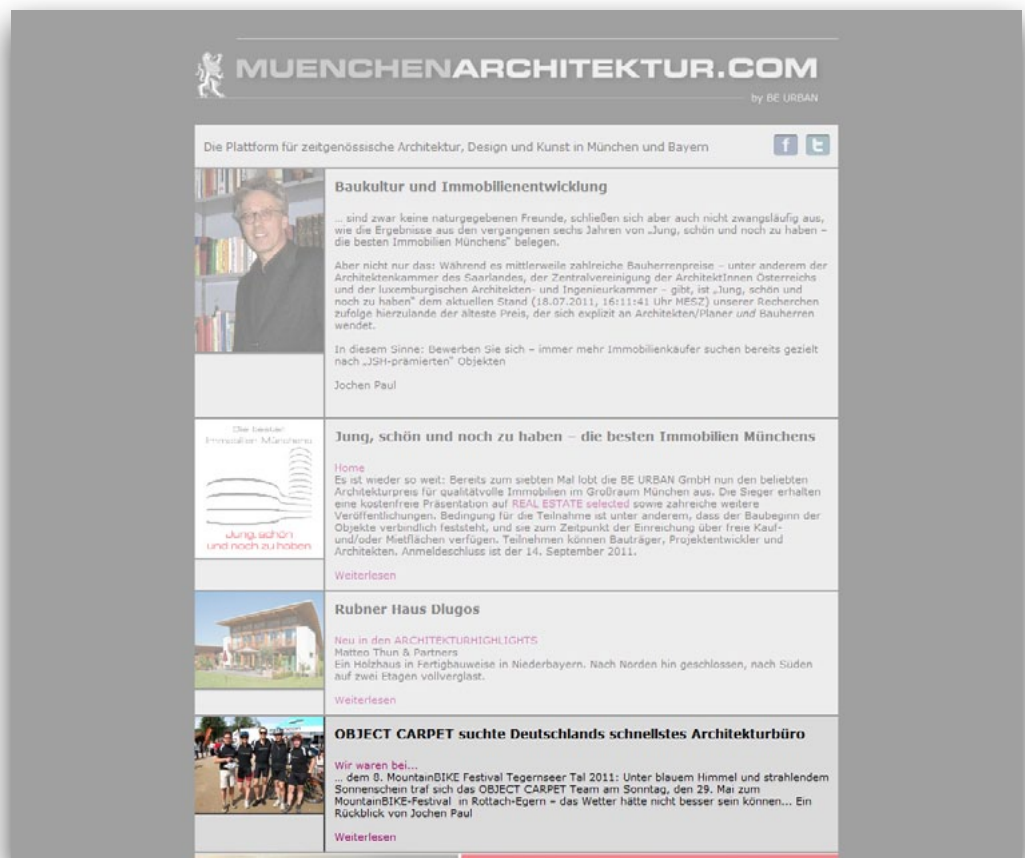 MUENCHENARCHITEKTUR.COM
by BE URBAN
Die Plattform für zeitgenössische Architektur, Design und Kunst in München und Bayern
f t
Baukultur und Immobilienentwicklung
... sind zwar keine naturgegebenen Freunde, schließen sich aber auch nicht zwangsläufig aus,
wie die Ergebnisse aus den vergangenen sechs Jahren von „Jung, schön und noch zu haben –
die besten Immobilien Münchens" belegen.
Aber nicht nur das: Während es mittlerweile zahlreiche Bauherrenpreise – unter anderem der
Architektenkammer des Saarlandes, der Zentralvereinigung der ArchitektInnen Österreichs
und der luxemburgischen Architekten- und Ingenieurkammer – gibt, ist „Jung, schön und
noch zu haben" dem aktuellen Stand (18.07.2011, 16:11:41 Uhr MESZ) unserer Recherchen
zufolge hierzulande der älteste Preis, der sich explizit an Architekten/Planer und Bauherren
wendet.
In diesem Sinne: Bewerben Sie sich – immer mehr Immobilienkäufer suchen bereits gezielt
nach „JSH-prämierten" Objekten
Jochen Paul
Die besten
Immobilien Münchens
Jung, schön
und noch zu haben
Jung, schön und noch zu haben – die besten Immobilien Münchens
Home
Es ist wieder so weit: Bereits zum siebten Mal lobt die BE URBAN GmbH nun den beliebten
Architekturpreis für qualitätvolle Immobilien im Großraum München aus. Die Sieger erhalten
eine kostenfreie Präsentation auf REAL ESTATE selected sowie zahreiche weitere
Veröffentlichungen. Bedingung für die Teilnahme ist unter anderem, dass der Baubeginn der
Objekte verbindlich feststeht, und sie zum Zeitpunkt der Einreichung über freie Kauf-
und/oder Mietflächen verfügen. Teilnehmen können Bauträger, Projektentwickler und
Architekten. Anmeldeschluss ist der 14. September 2011.
Weiterlesen
Rubner Haus Dlugos
Neu in den ARCHITEKTURHIGHLIGHTS
Matteo Thun & Partners
Ein Holzhaus in Fertigbauweise in Niederbayern. Nach Norden hin geschlossen, nach Süden
auf zwei Etagen vollverglast.
Weiterlesen
OBJECT CARPET suchte Deutschlands schnellstes Architekturbüro
Wir waren bei...
... dem 8. MountainBIKE Festival Tegernseer Tal 2011: Unter blauem Himmel und strahlendem
Sonnenschein traf sich das OBJECT CARPET Team am Sonntag, den 29. Mai zum
MountainBIKE-Festival in Rottach-Egern – das Wetter hätte nicht besser sein können... Ein
Rückblick von Jochen Paul
Weiterlesen